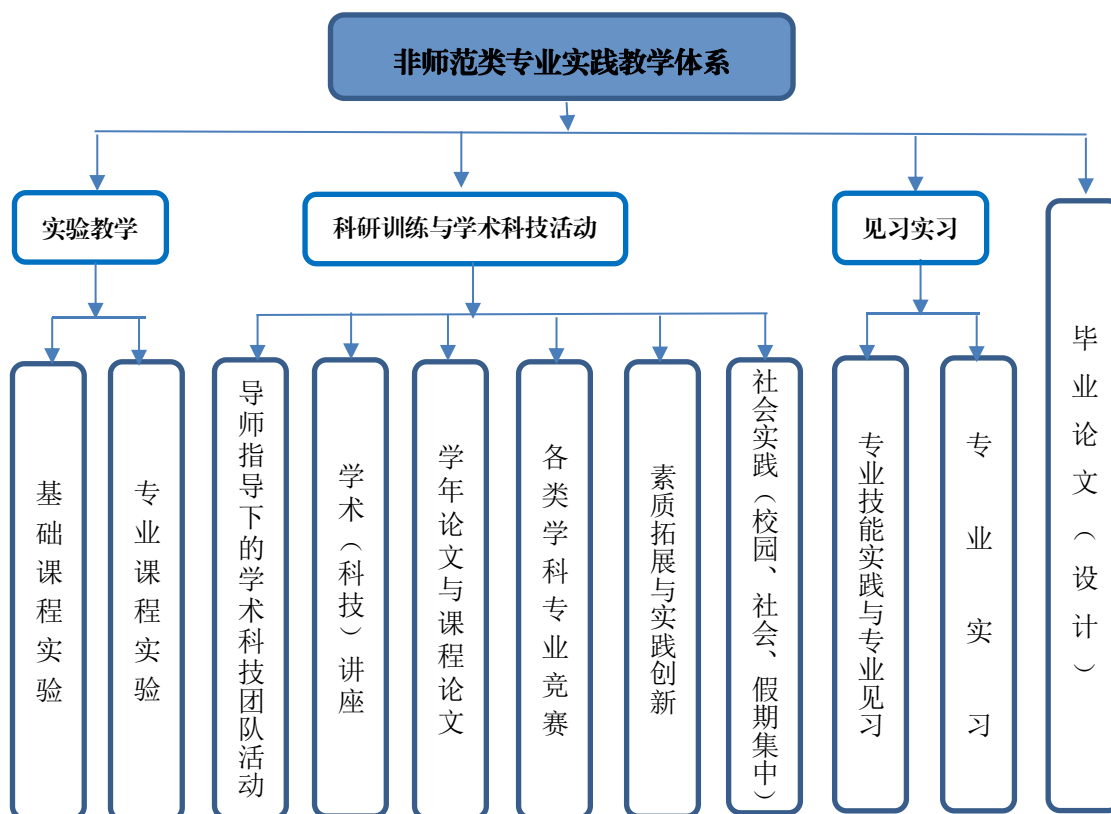 非师范类专业实践教学体系
实验教学
科研训练与学术科技活动
见习实习
基础课程实验
专业课程实验
导师指导下的学术科技团队活动
学术（科技）讲座
学年论文与课程论文
各类学科专业竞赛
素质拓展与实践创新
社会实践（校园、社会、假期集中）
专业技能实践与专业见习
专业实习
毕业论文（设计）